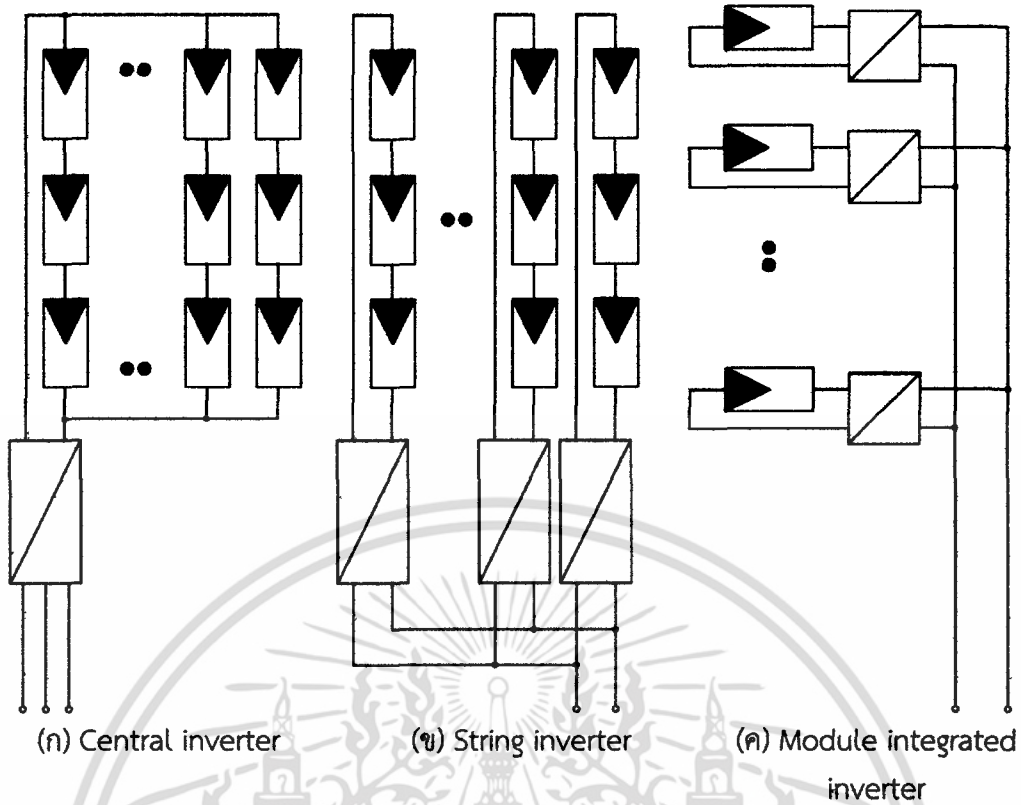 (ก) Central inverter
(ข) String inverter
(ค) Module integrated
inverter